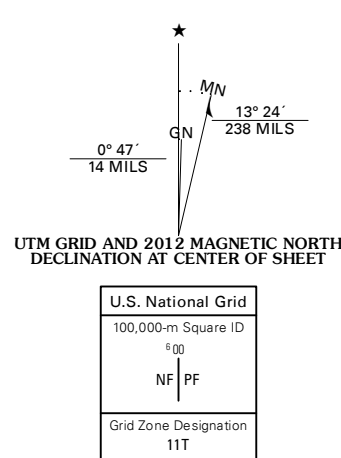 ★
MN
GN
13° 24´
238 MILS
0° 47´
14 MILS
UTM GRID AND 2012 MAGNETIC NORTH
DECLINATION AT CENTER OF SHEET
U.S. National Grid
100,000-m Square ID
⁶00
NF PF
Grid Zone Designation
11T